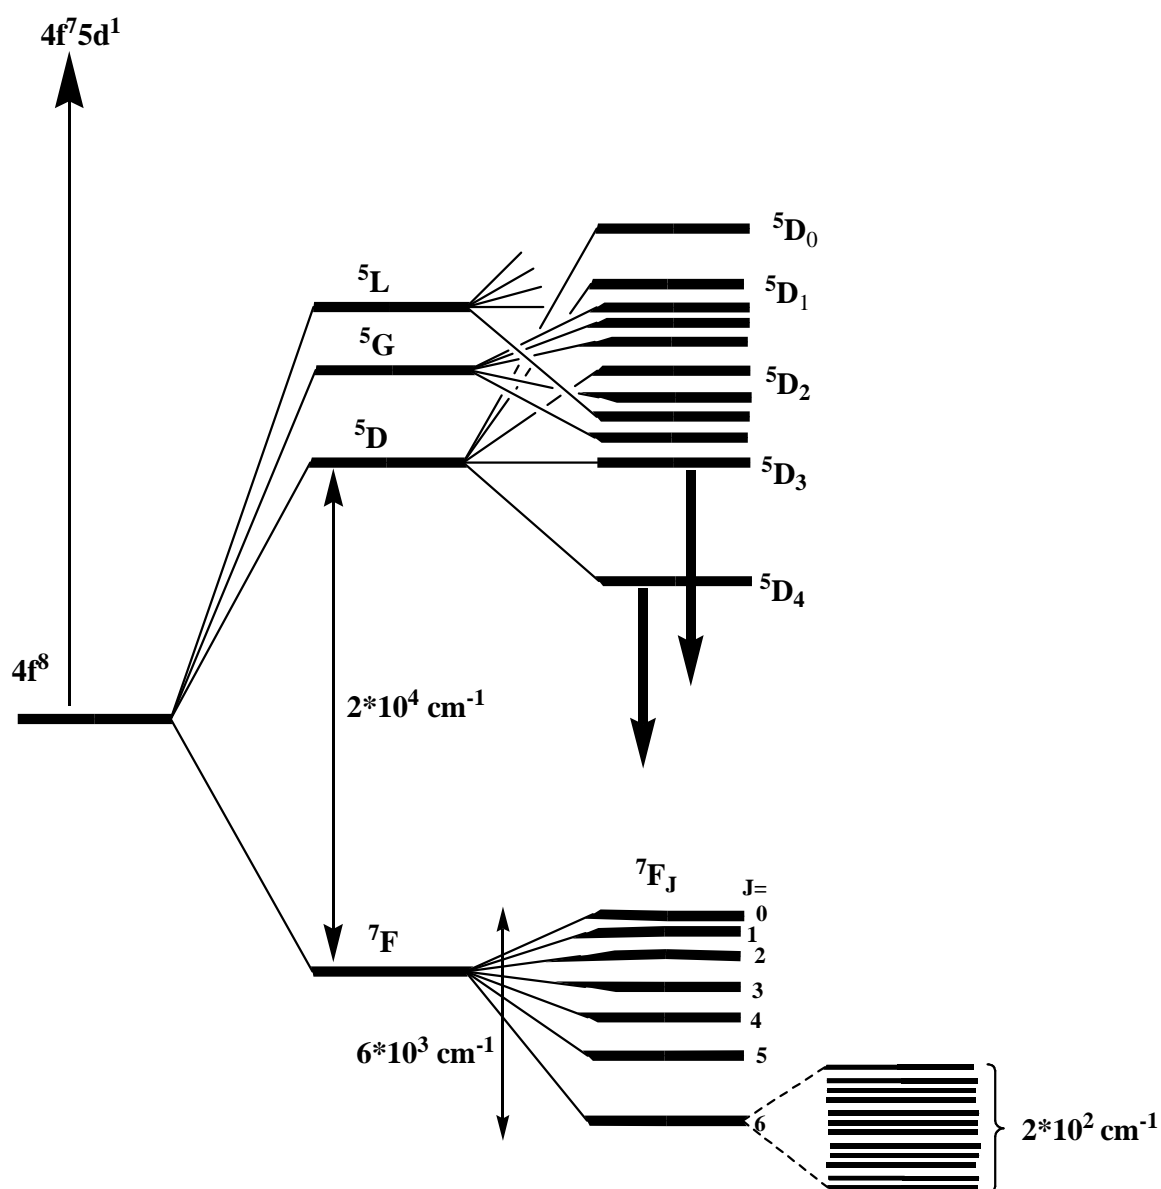 4f⁷5d¹
⁵D₀
⁵L
⁵D₁
⁵G
⁵D₂
⁵D
⁵D₃
⁵D₄
4f⁸
2*10⁴ cm⁻¹
⁷F_J
J=
0
⁷F
1
2
3
4
6*10³ cm⁻¹
5
6
2*10² cm⁻¹